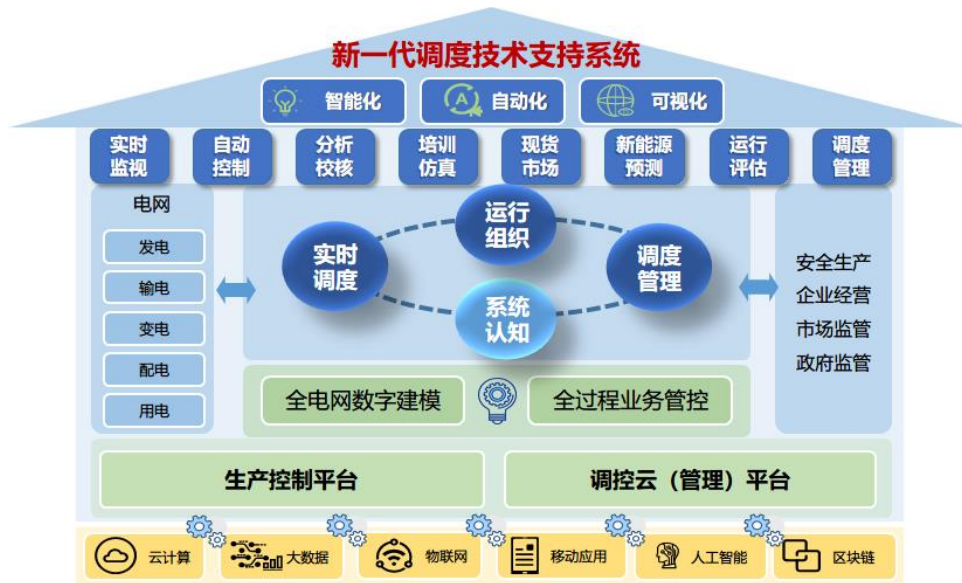 新一代调度技术支持系统
智能化
A
自动化
可视化
实时
监视
自动
控制
分析
校核
培训
仿真
现货
市场
新能源
预测
运行
评估
调度
管理
电网
发电
输电
变电
配电
用电
运行
组织
实时
调度
调度
管理
系统
认知
安全生产
企业经营
市场监管
政府监管
全电网数字建模
全过程业务管控
生产控制平台
调控云（管理）平台
云计算
大数据
物联网
移动应用
人工智能
区块链